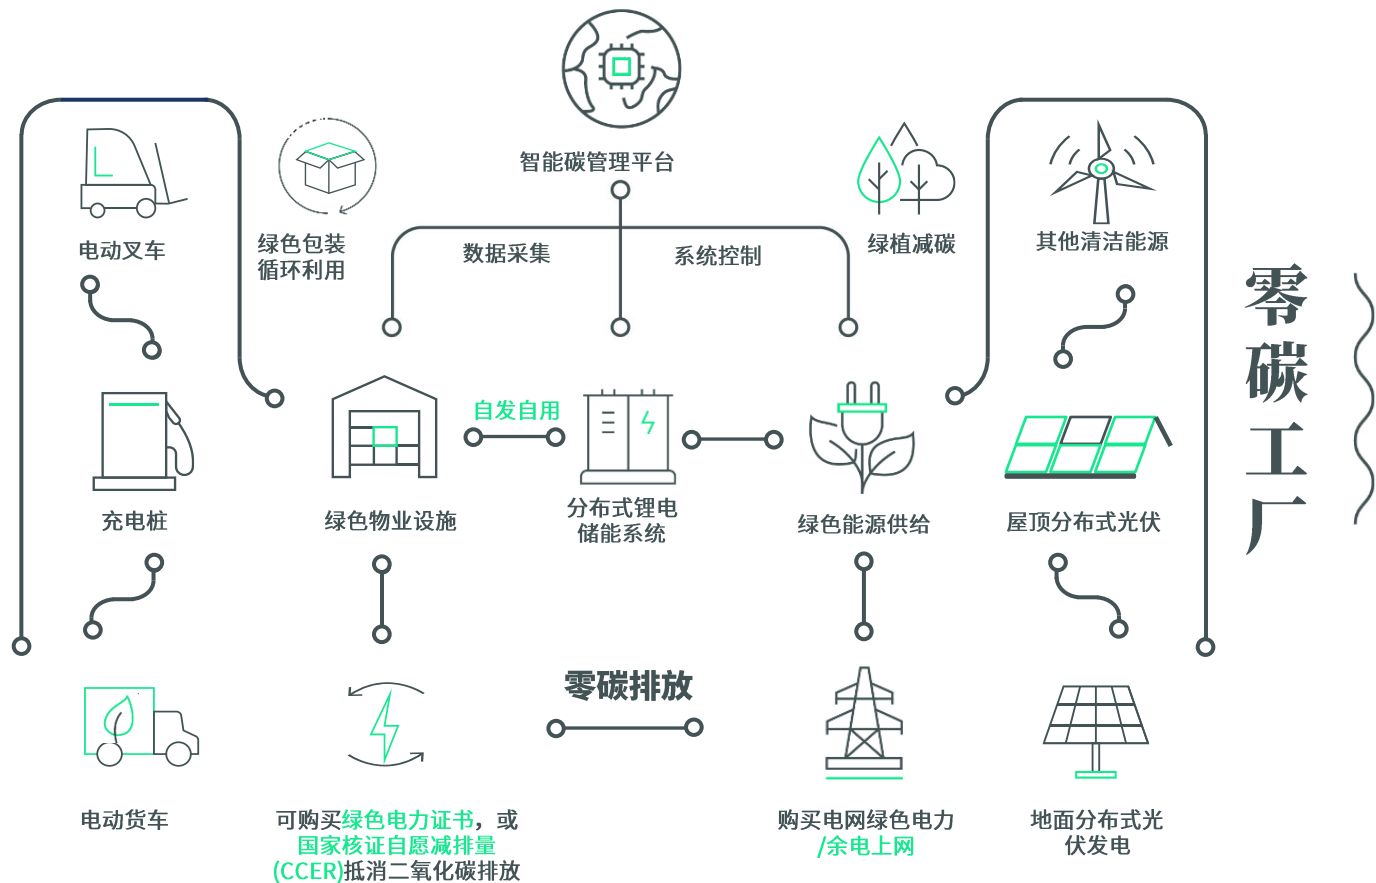 智能碳管理平台
数据采集
系统控制
电动叉车
绿色包装
循环利用
绿植减碳
其他清洁能源
零碳工厂
自发自用
充电桩
绿色物业设施
分布式锂电
储能系统
绿色能源供给
屋顶分布式光伏
零碳排放
电动货车
可购买绿色电力证书，或
国家核证自愿减排量
(CCER)抵消二氧化碳排放
购买电网绿色电力
/余电上网
地面分布式光
伏发电